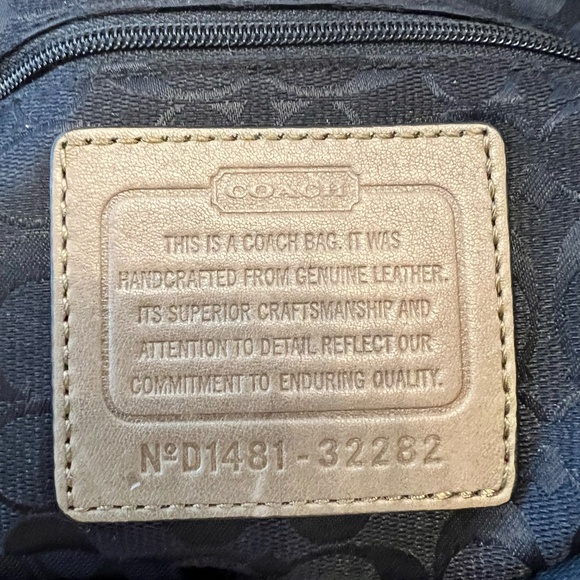 COACH
THIS IS A COACH BAG. IT WAS
HANDCRAFTED FROM GENUINE LEATHER.
ITS SUPERIOR CRAFTSMANSHIP AND
ATTENTION TO DETAIL REFLECT OUR
COMMITMENT TO ENDURING QUALITY.
NºD1481-32282